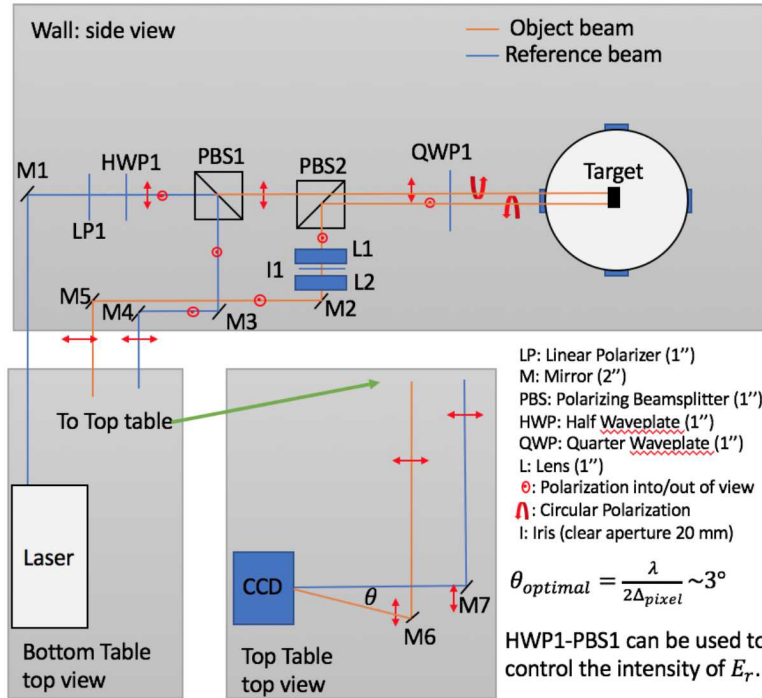 Wall: side view
Object beam
Reference beam
M1
HWP1
PBS1
PBS2
QWP1
Target
LP1
L1
I1
L2
M5
M4
M3
M2
To Top table
Laser
Bottom Table
top view
CCD
θ
M7
M6
Top Table
top view
LP: Linear Polarizer (1’’)
M: Mirror (2’’)
PBS: Polarizing Beamsplitter (1’’)
HWP: Half Waveplate (1’’)
QWP: Quarter Waveplate (1’’)
L: Lens (1’’)
: Polarization into/out of view
: Circular Polarization
I: Iris (clear aperture 20 mm)
θ_optimal = λ / 2Δ_pixel ~3°
HWP1-PBS1 can be used to
control the intensity of E_r.